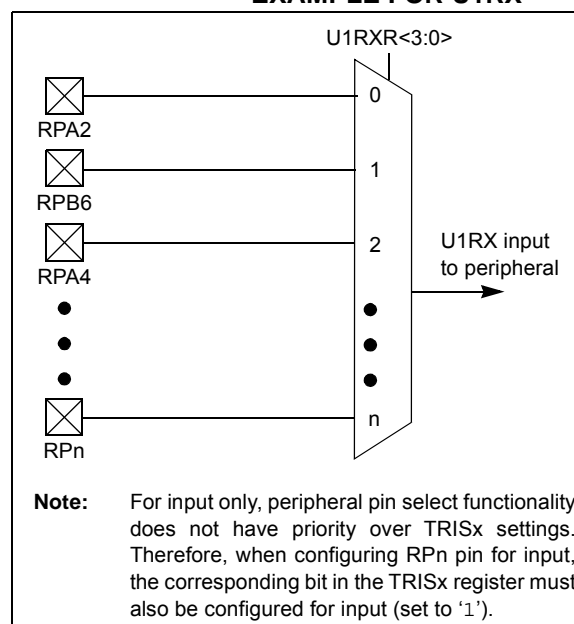 EXAMPLE FOR U1RX
U1RXR<3:0>
0
RPA2
1
RPB6
2
RPA4
U1RX input
to peripheral
n
RPn
Note: For input only, peripheral pin select functionality
does not have priority over TRISx settings.
Therefore, when configuring RPn pin for input,
the corresponding bit in the TRISx register must
also be configured for input (set to ‘1’).